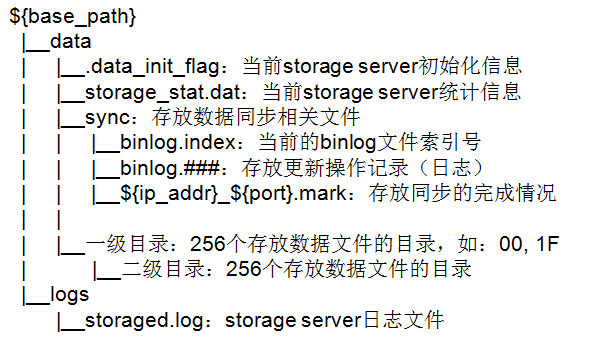 ${base_path}
|__data
|     |__.data_init_flag：当前storage server初始化信息
|     |__storage_stat.dat：当前storage server统计信息
|     |__sync：存放数据同步相关文件
|     |     |__binlog.index：当前的binlog文件索引号
|     |     |__binlog.###：存放更新操作记录（日志）
|     |     |__${ip_addr}_${port}.mark：存放同步的完成情况
|     |
|     |__一级目录：256个存放数据文件的目录，如：00, 1F
|           |__二级目录：256个存放数据文件的目录
|__logs
      |__storaged.log：storage server日志文件